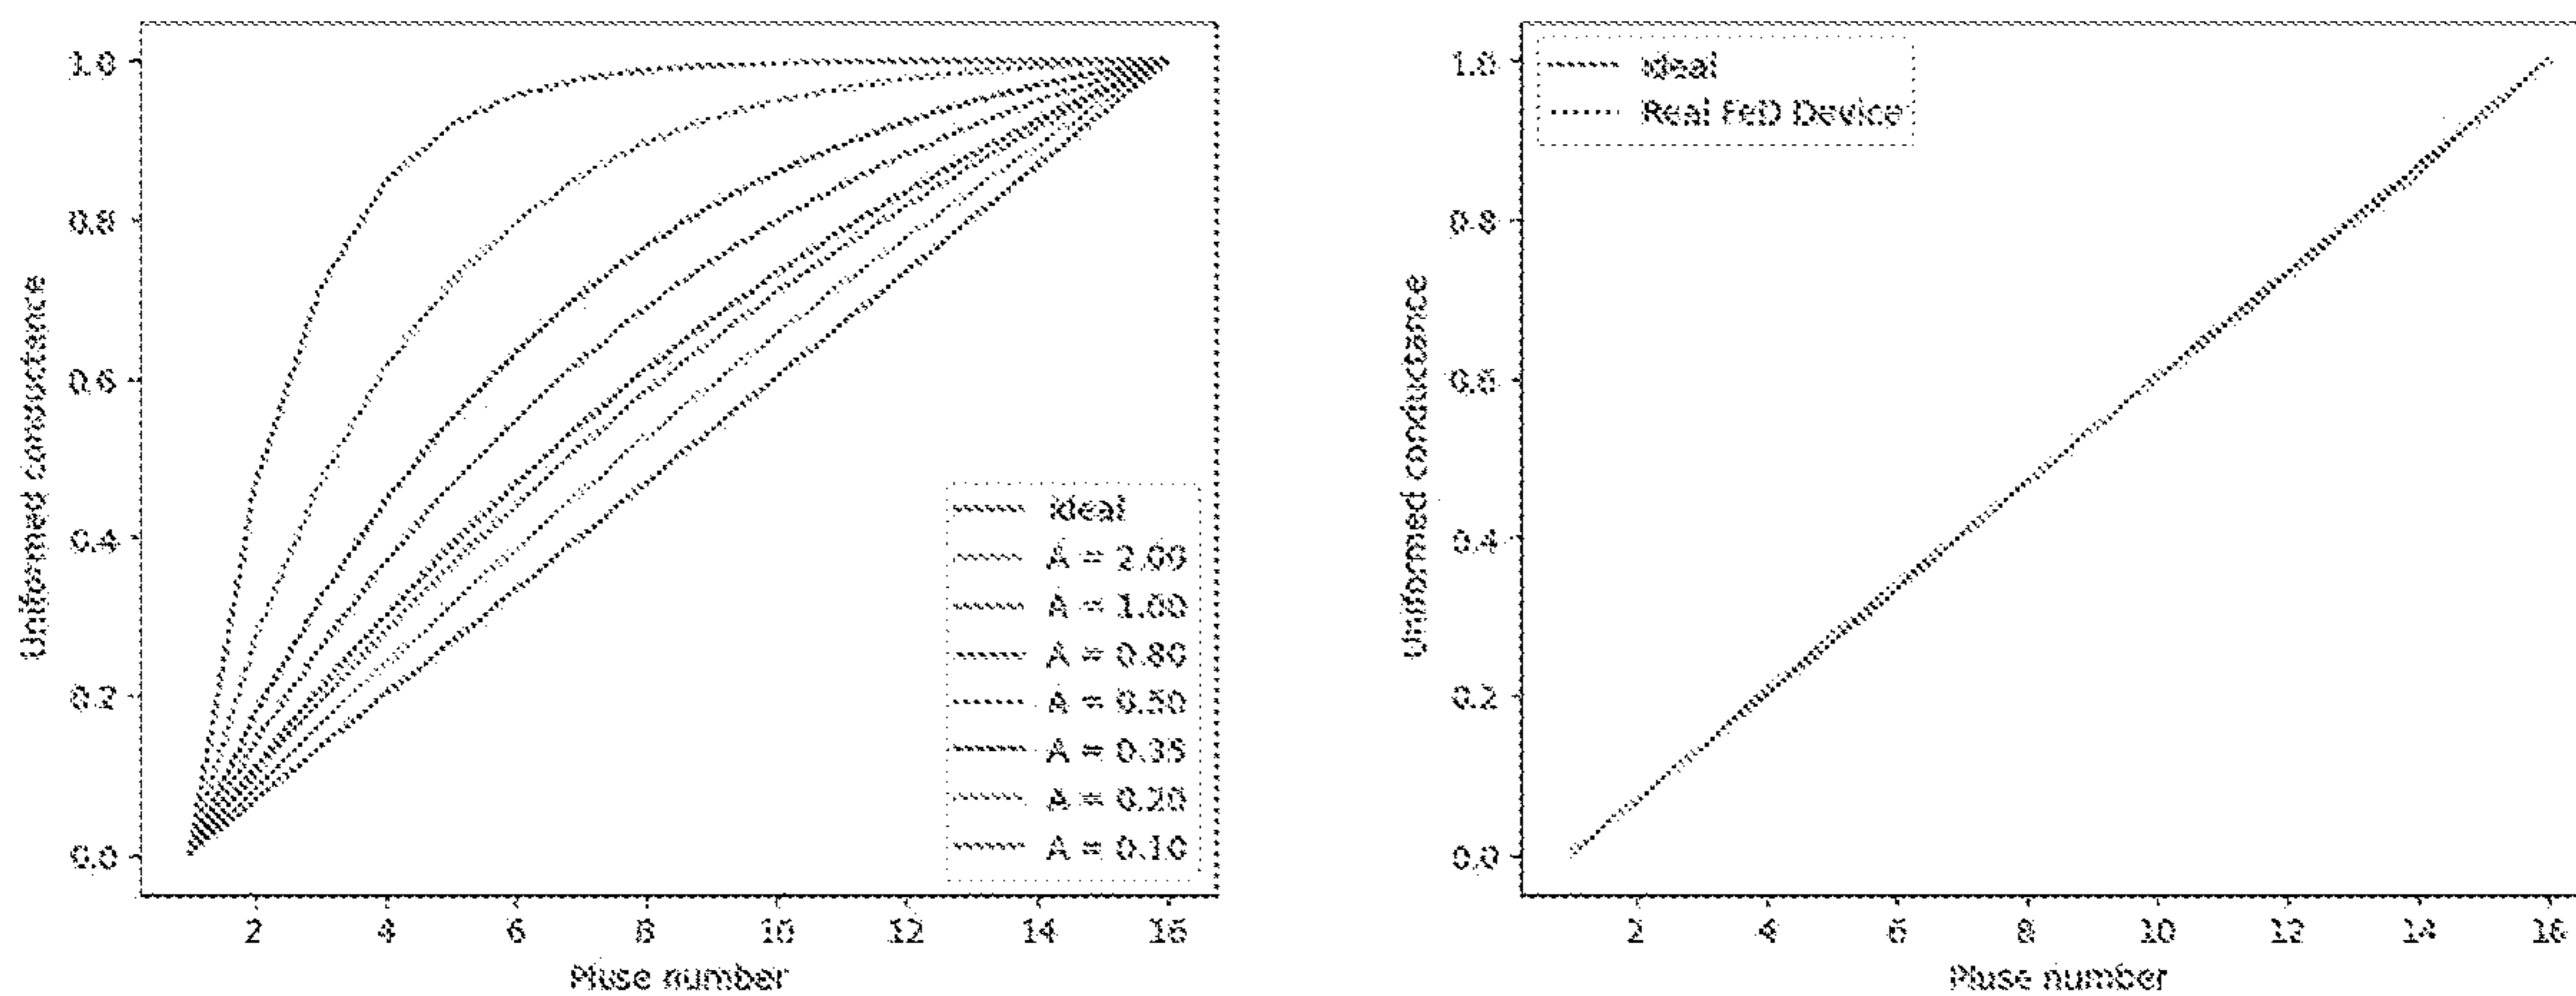 Uniformed conductance
1.0
0.8
0.6
0.4
0.2
0.0
ideal
A = 2.00
A = 1.00
A = 0.80
A = 0.50
A = 0.35
A = 0.20
A = 0.10
2 4 6 8 10 12 14 16
Pluse number
Uniformed conductance
1.0
0.8
0.6
0.4
0.2
0.0
ideal
Real FeD Device
2 4 6 8 10 12 14 16
Pluse number